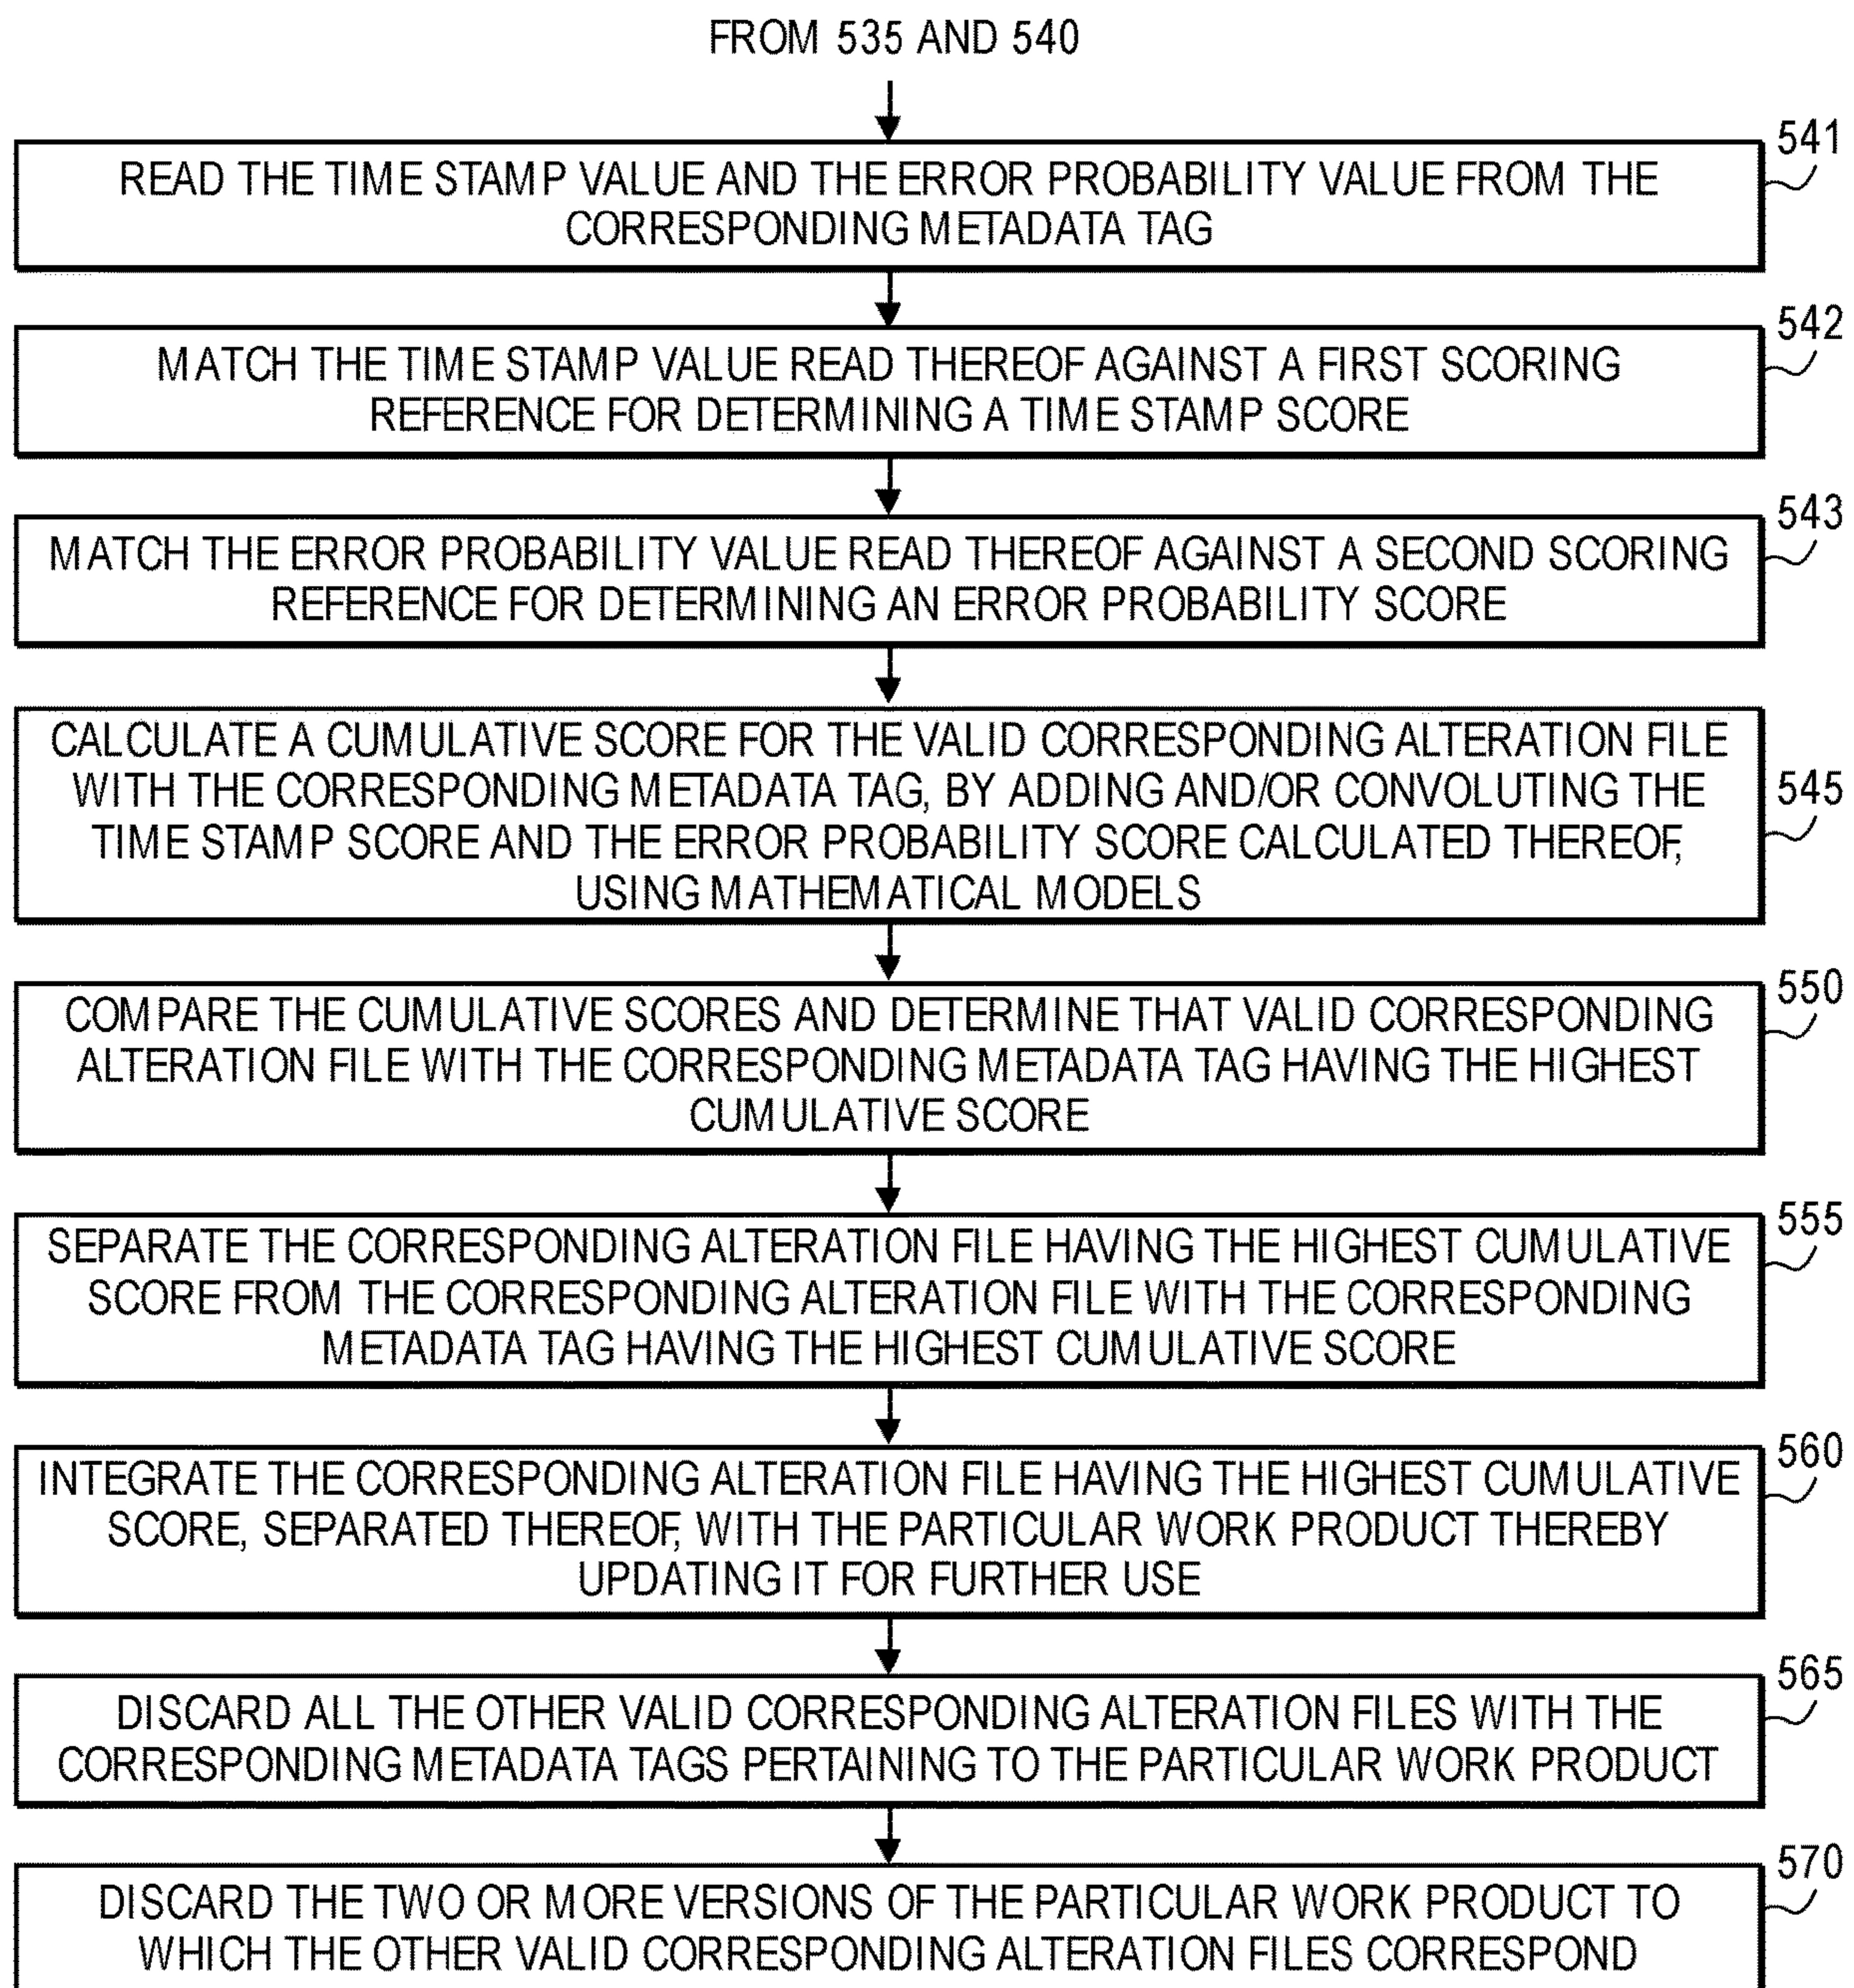 FROM 535 AND 540
541
READ THE TIME STAMP VALUE AND THE ERROR PROBABILITY VALUE FROM THE
CORRESPONDING METADATA TAG
542
MATCH THE TIME STAMP VALUE READ THEREOF AGAINST A FIRST SCORING
REFERENCE FOR DETERMINING A TIME STAMP SCORE
543
MATCH THE ERROR PROBABILITY VALUE READ THEREOF AGAINST A SECOND SCORING
REFERENCE FOR DETERMINING AN ERROR PROBABILITY SCORE
CALCULATE A CUMULATIVE SCORE FOR THE VALID CORRESPONDING ALTERATION FILE
WITH THE CORRESPONDING METADATA TAG, BY ADDING AND/OR CONVOLUTING THE
545
TIME STAMP SCORE AND THE ERROR PROBABILITY SCORE CALCULATED THEREOF,
USING MATHEMATICAL MODELS
550
COMPARE THE CUMULATIVE SCORES AND DETERMINE THAT VALID CORRESPONDING
ALTERATION FILE WITH THE CORRESPONDING METADATA TAG HAVING THE HIGHEST
CUMULATIVE SCORE
555
SEPARATE THE CORRESPONDING ALTERATION FILE HAVING THE HIGHEST CUMULATIVE
SCORE FROM THE CORRESPONDING ALTERATION FILE WITH THE CORRESPONDING
METADATA TAG HAVING THE HIGHEST CUMULATIVE SCORE
560
INTEGRATE THE CORRESPONDING ALTERATION FILE HAVING THE HIGHEST CUMULATIVE
SCORE, SEPARATED THEREOF, WITH THE PARTICULAR WORK PRODUCT THEREBY
UPDATING IT FOR FURTHER USE
565
DISCARD ALL THE OTHER VALID CORRESPONDING ALTERATION FILES WITH THE
CORRESPONDING METADATA TAGS PERTAINING TO THE PARTICULAR WORK PRODUCT
570
DISCARD THE TWO OR MORE VERSIONS OF THE PARTICULAR WORK PRODUCT TO
WHICH THE OTHER VALID CORRESPONDING ALTERATION FILES CORRESPOND